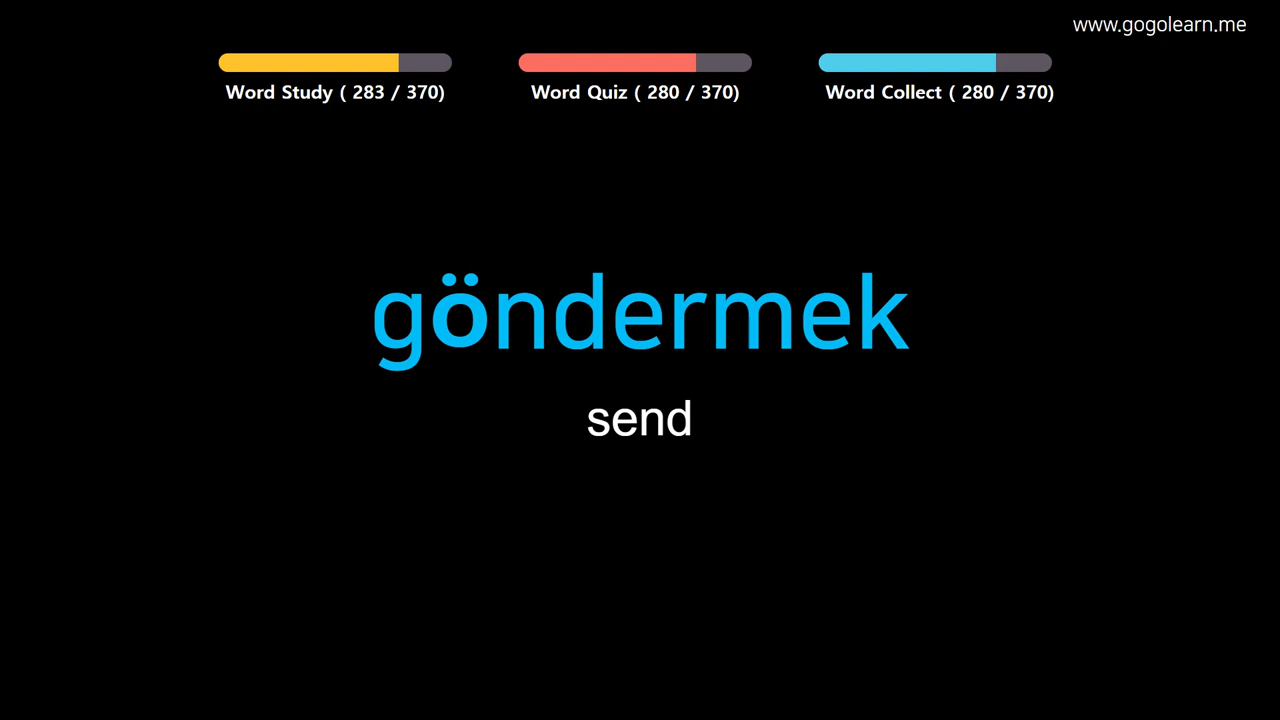 www.gogolearn.me
Word Study ( 283 / 370)
Word Quiz ( 280 / 370)
Word Collect ( 280 / 370)
göndermek
send